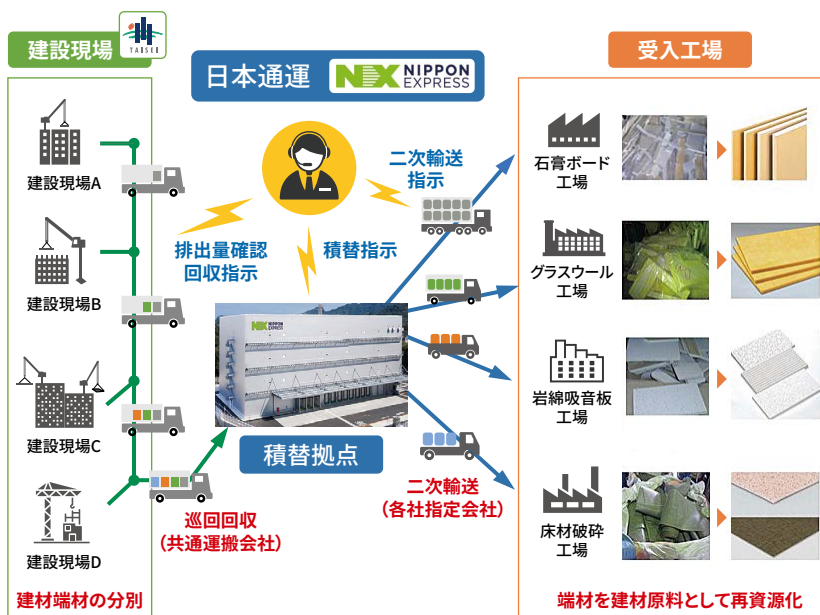 建設現場
TAISEI
日本通運
NX NIPPON
EXPRESS
受入工場
建設現場A
建設現場B
建設現場C
建設現場D
建材端材の分別
排出量確認
回収指示
積替指示
二次輸送
指示
NX NIPPON
EXPRESS
積替拠点
巡回回収
(共通運搬会社)
二次輸送
(各社指定会社)
石膏ボード
工場
グラスウール
工場
岩綿吸音板
工場
床材破砕
工場
端材を建材原料として再資源化